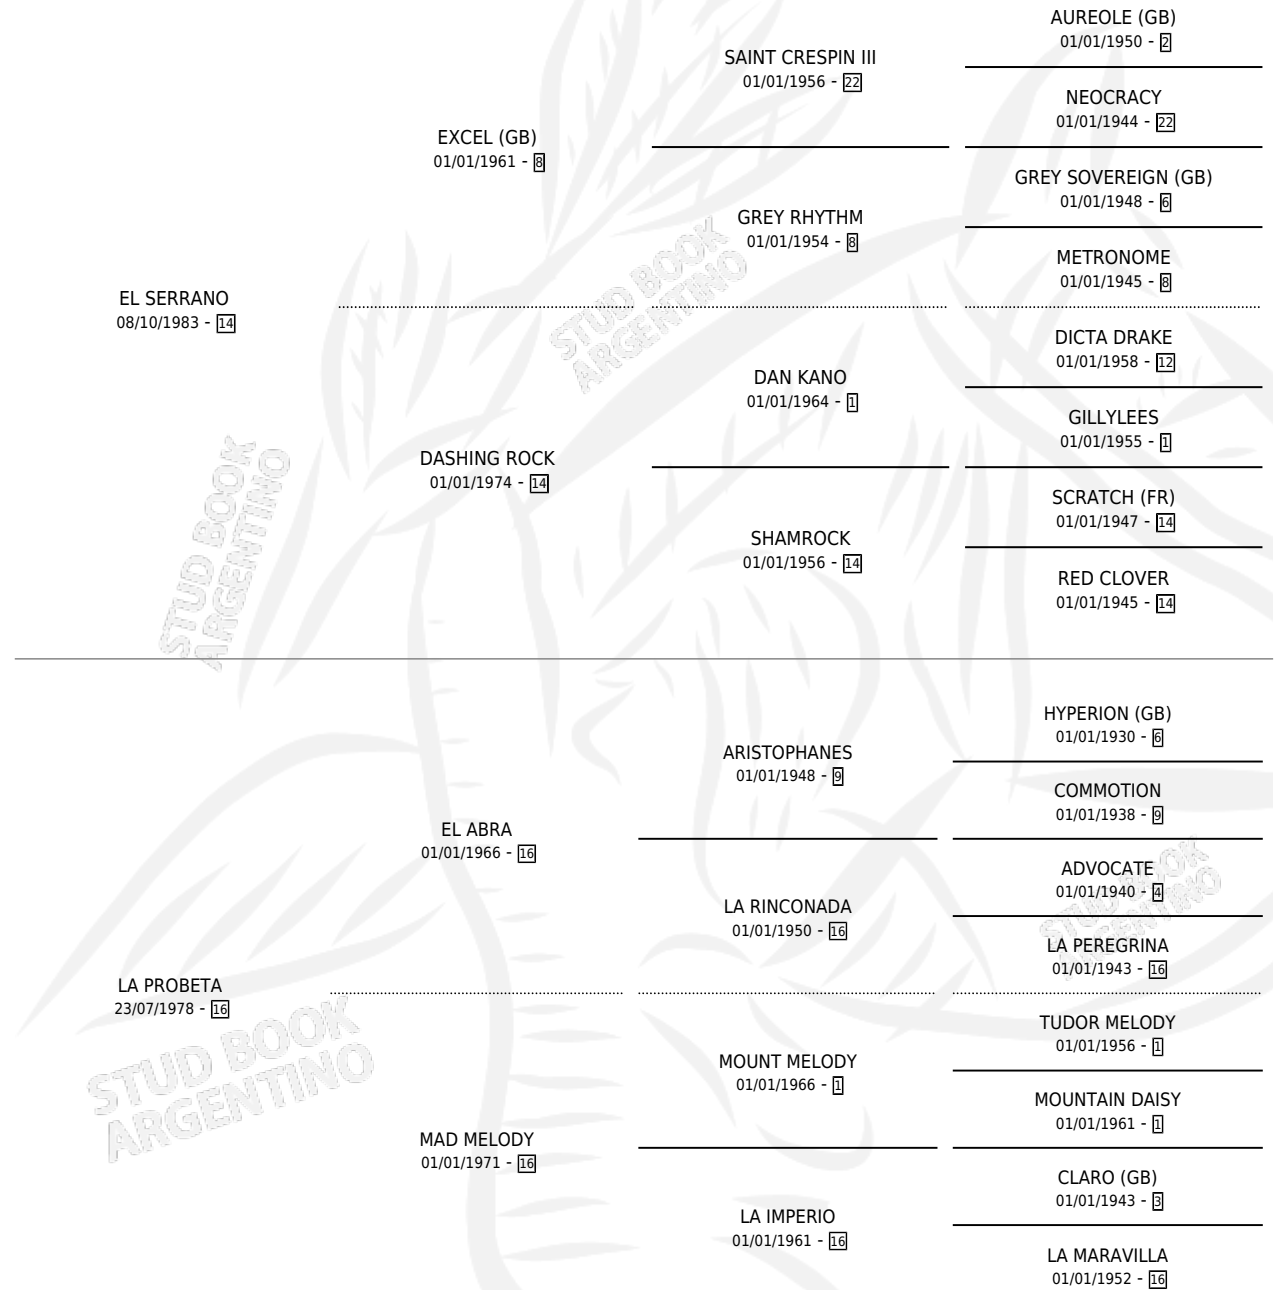 AUREOLE (GB)
01/01/1950 - 2
SAINT CRESPIN III
01/01/1956 - 22
NEOCRACY
01/01/1944 - 22
EXCEL (GB)
01/01/1961 - 8
GREY SOVEREIGN (GB)
01/01/1948 - 6
GREY RHYTHM
01/01/1954 - 8
METRONOME
01/01/1945 - 8
EL SERRANO
08/10/1983 - 14
DICTA DRAKE
01/01/1958 - 12
DAN KANO
01/01/1964 - 1
GILLYLEES
01/01/1955 - 1
DASHING ROCK
01/01/1974 - 14
SCRATCH (FR)
01/01/1947 - 14
SHAMROCK
01/01/1956 - 14
RED CLOVER
01/01/1945 - 14
HYPERION (GB)
01/01/1930 - 6
ARISTOPHANES
01/01/1948 - 9
COMMOTION
01/01/1938 - 9
EL ABRA
01/01/1966 - 16
ADVOCATE
01/01/1940 - 4
LA RINCONADA
01/01/1950 - 16
LA PEREGRINA
01/01/1943 - 16
LA PROBETA
23/07/1978 - 16
TUDOR MELODY
01/01/1956 - 1
MOUNT MELODY
01/01/1966 - 1
MOUNTAIN DAISY
01/01/1961 - 1
MAD MELODY
01/01/1971 - 16
CLARO (GB)
01/01/1943 - 3
LA IMPERIO
01/01/1961 - 16
LA MARAVILLA
01/01/1952 - 16
STUD BOOK
ARGENTINO
STUD BOOK
ARGENTINO
STUD BOOK
ARGENTINO
STUD BOOK
ARGENTINO